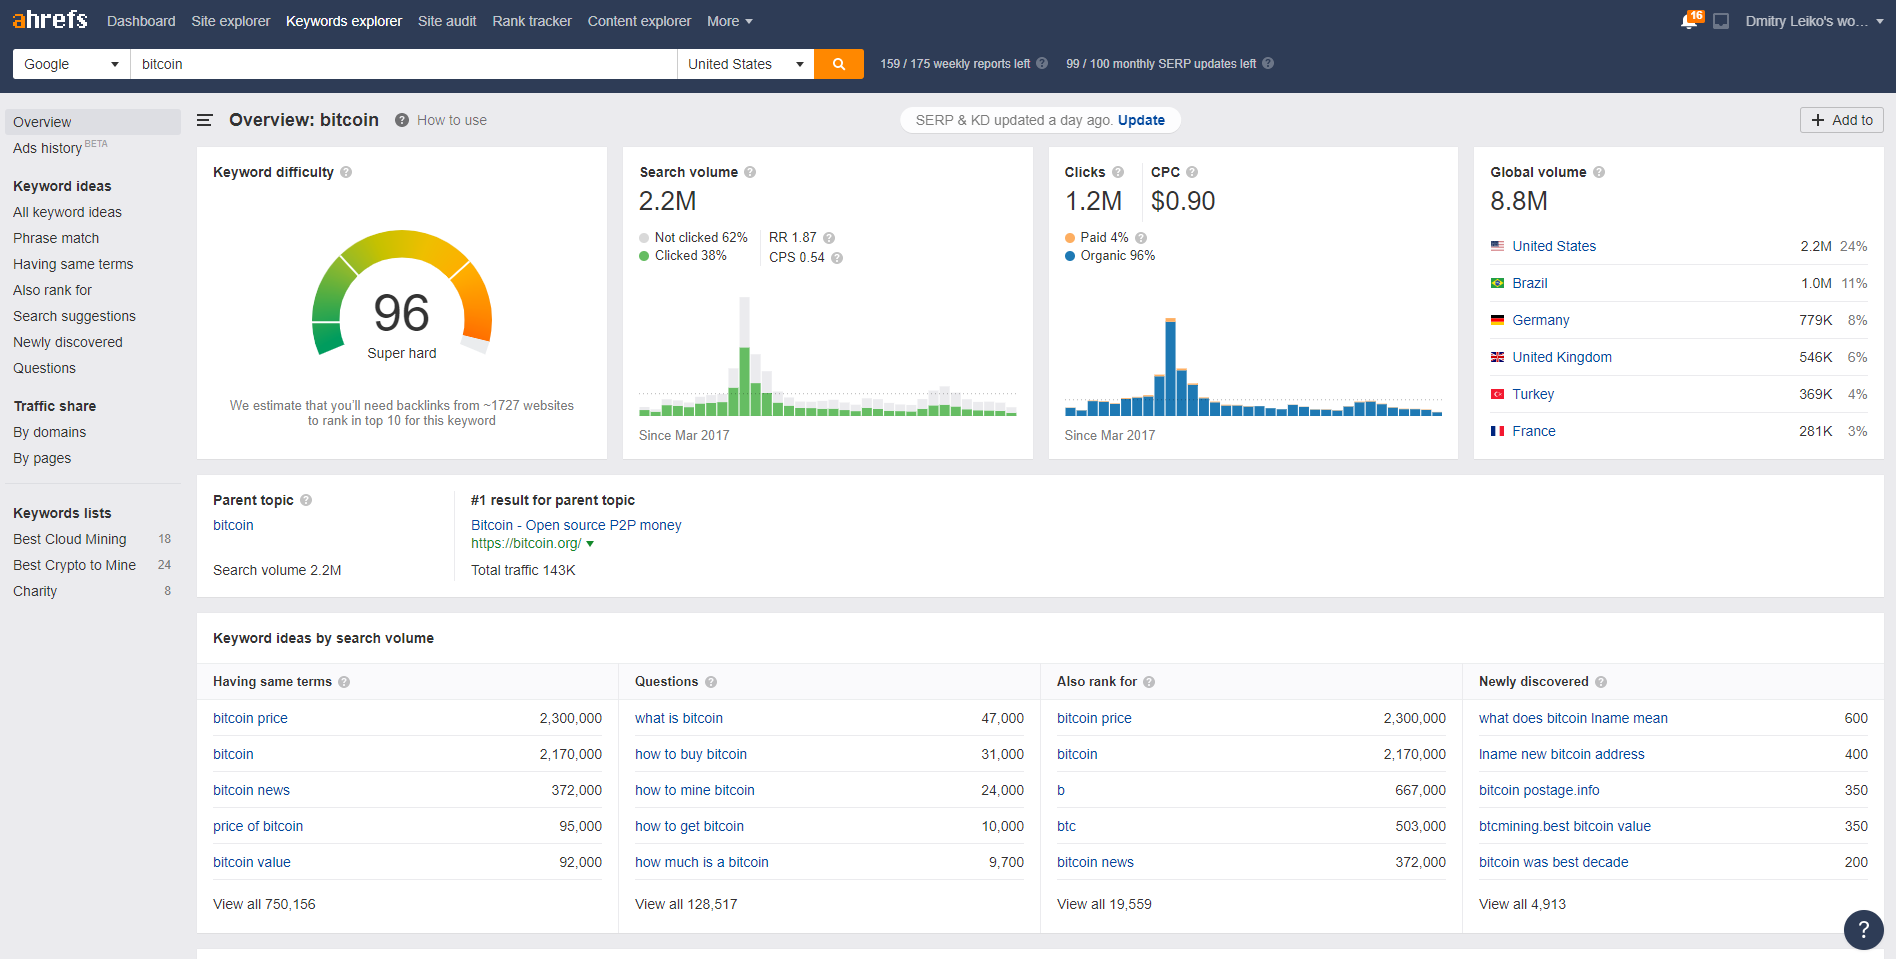 ahrefs Dashboard Site explorer Keywords explorer Site audit Rank tracker Content explorer More 16 Dmitry Leiko's wo...
Google bitcoin United States 159 / 175 weekly reports left ? 99 / 100 monthly SERP updates left ?
Overview
Ads history BETA
Keyword ideas
All keyword ideas
Phrase match
Having same terms
Also rank for
Search suggestions
Newly discovered
Questions
Traffic share
By domains
By pages
Keywords lists
Best Cloud Mining 18
Best Crypto to Mine 24
Charity 8
Overview: bitcoin ? How to use
SERP & KD updated a day ago. Update
+ Add to
Keyword difficulty ?
96
Super hard
We estimate that you'll need backlinks from ~1727 websites
to rank in top 10 for this keyword
Search volume ?
2.2M
Not clicked 62% RR 1.87 ?
Clicked 38% CPS 0.54 ?
Since Mar 2017
Clicks ? CPC ?
1.2M $0.90
Paid 4% ?
Organic 96%
Since Mar 2017
Global volume ?
8.8M
United States 2.2M 24%
Brazil 1.0M 11%
Germany 779K 8%
United Kingdom 546K 6%
Turkey 369K 4%
France 281K 3%
Parent topic ?
bitcoin
Search volume 2.2M
#1 result for parent topic
Bitcoin - Open source P2P money
https://bitcoin.org/
Total traffic 143K
Keyword ideas by search volume
Having same terms ?
bitcoin price 2,300,000
bitcoin 2,170,000
bitcoin news 372,000
price of bitcoin 95,000
bitcoin value 92,000
View all 750,156
Questions ?
what is bitcoin 47,000
how to buy bitcoin 31,000
how to mine bitcoin 24,000
how to get bitcoin 10,000
how much is a bitcoin 9,700
View all 128,517
Also rank for ?
bitcoin price 2,300,000
bitcoin 2,170,000
b 667,000
btc 503,000
bitcoin news 372,000
View all 19,559
Newly discovered ?
what does bitcoin lname mean 600
lname new bitcoin address 400
bitcoin postage.info 350
btcmining.best bitcoin value 350
bitcoin was best decade 200
View all 4,913
?